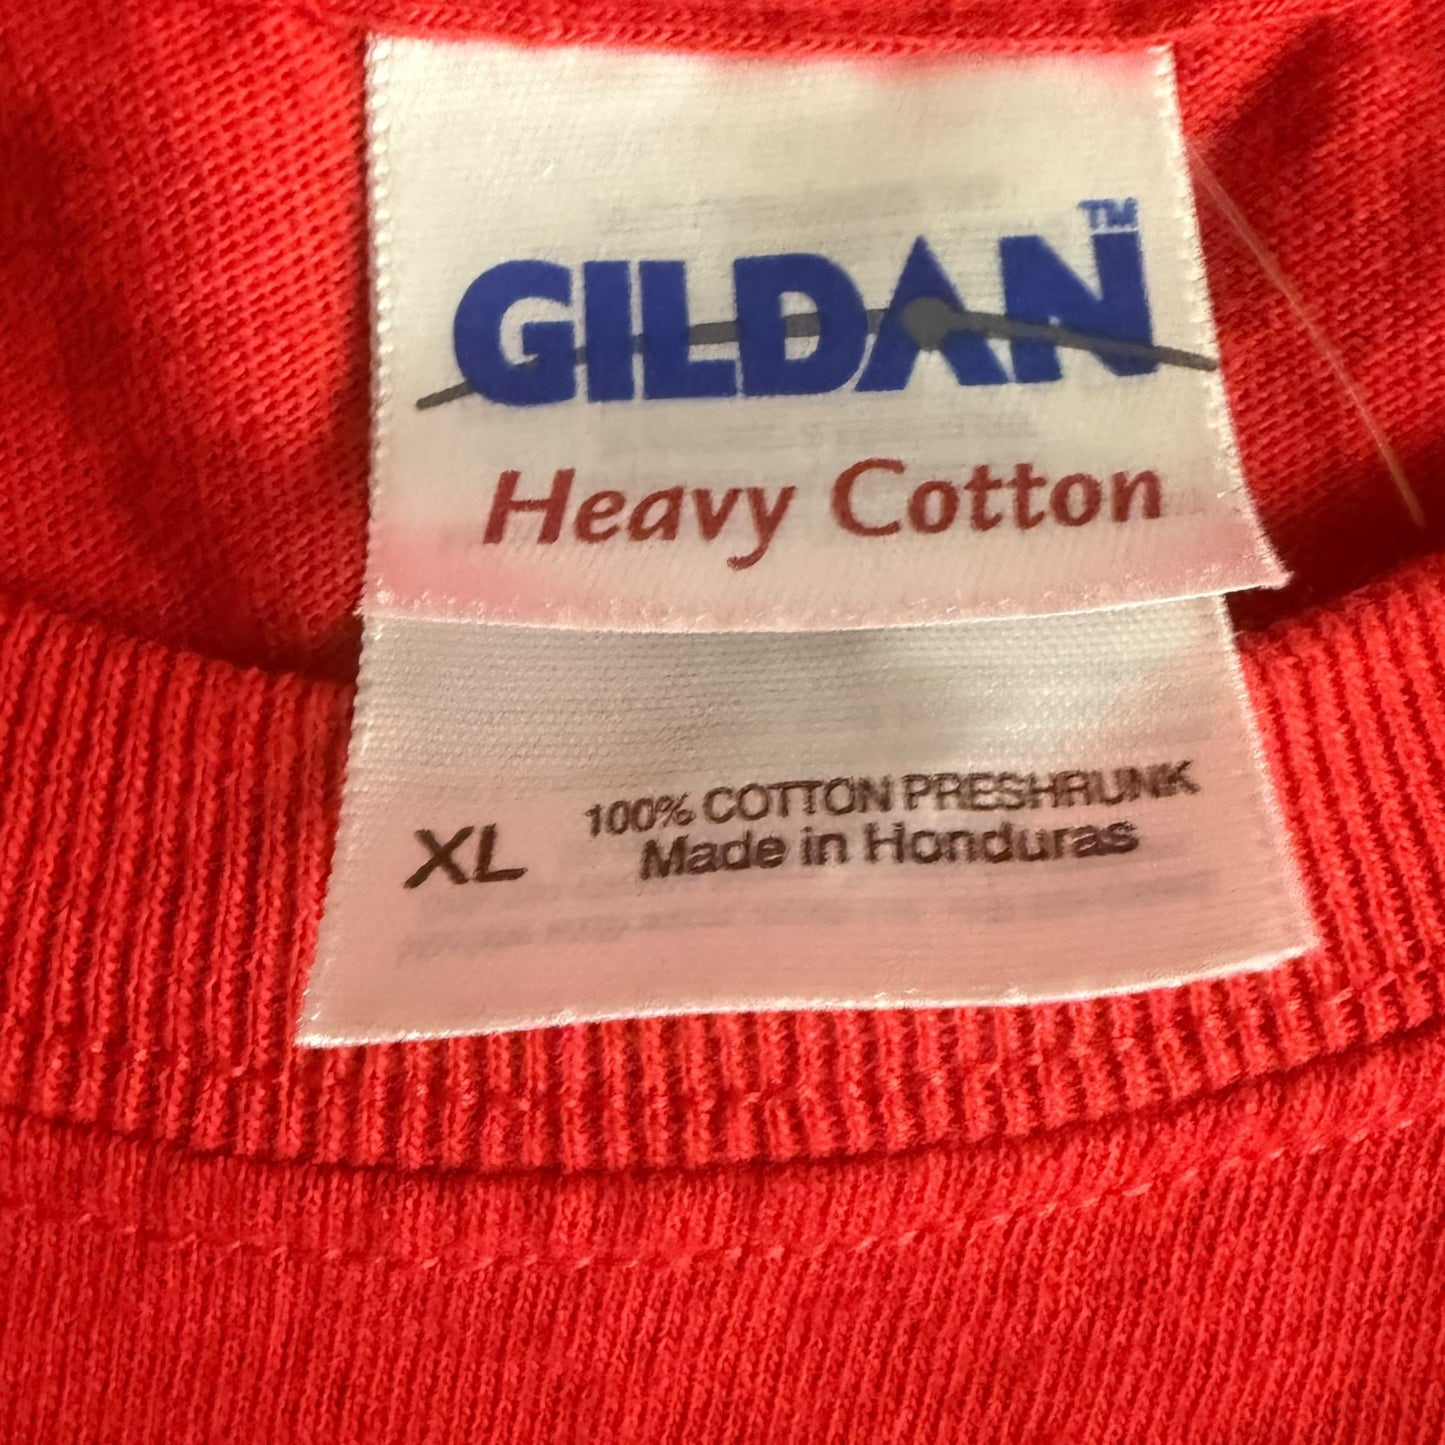 GILDAN™
Heavy Cotton
100% COTTON PRESHRUNK
XL Made in Honduras